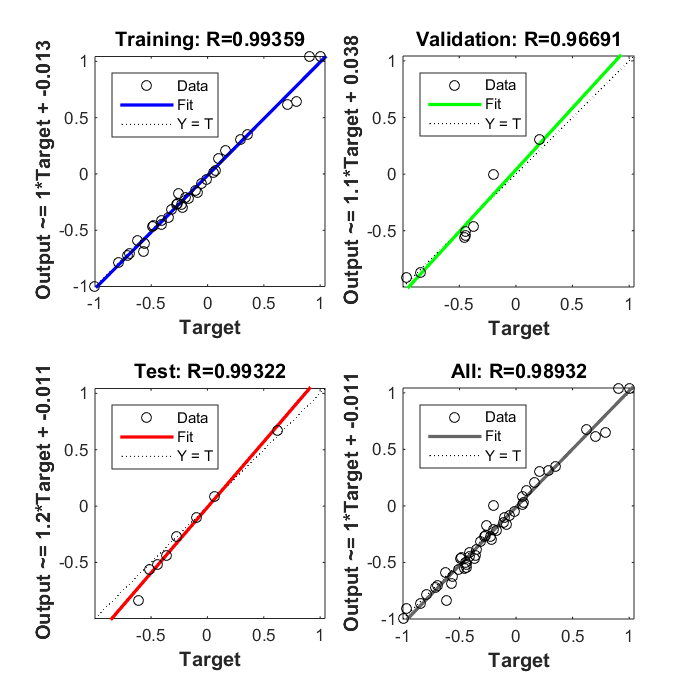 Training: R=0.99359
Output ~= 1*Target + -0.013
Data
Fit
Y = T
1
0.5
0
-0.5
-1
-1 -0.5 0 0.5 1
Target
Validation: R=0.96691
Output ~= 1.1*Target + 0.038
Data
Fit
Y = T
1
0.5
0
-0.5
-0.5 0 0.5 1
Target
Test: R=0.99322
Output ~= 1.2*Target + -0.011
Data
Fit
Y = T
1
0.5
0
-0.5
-0.5 0 0.5 1
Target
All: R=0.98932
Output ~= 1*Target + -0.011
Data
Fit
Y = T
1
0.5
0
-0.5
-1
-1 -0.5 0 0.5 1
Target